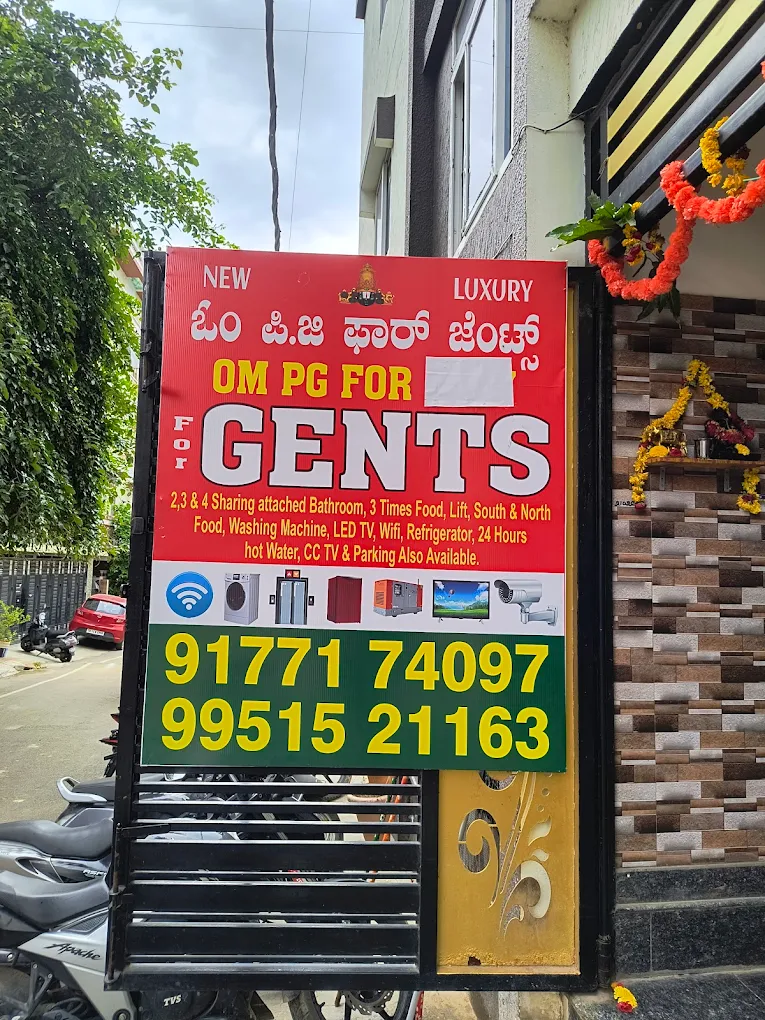 NEW LUXURY
ಓಂ ಪಿ.ಜಿ ಫಾರ್ ಜೆಂಟ್ಸ್
OM PG FOR
For GENTS
2,3 & 4 Sharing attached Bathroom, 3 Times Food, Lift, South & North
Food, Washing Machine, LED TV, Wifi, Refrigerator, 24 Hours
hot Water, CC TV & Parking Also Available.
91771 74097
99515 21163
Apache
TVS